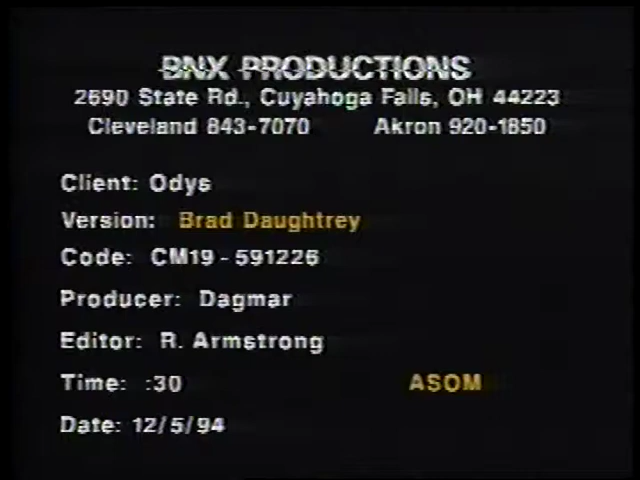 BNX PRODUCTIONS
2690 State Rd., Cuyahoga Falls, OH 44223
Cleveland 843-7070 Akron 920-1850
Client: Odys
Version: Brad Daughtrey
Code: CM19 - 591226
Producer: Dagmar
Editor: R. Armstrong
Time: :30 ASOM
Date: 12/5/94